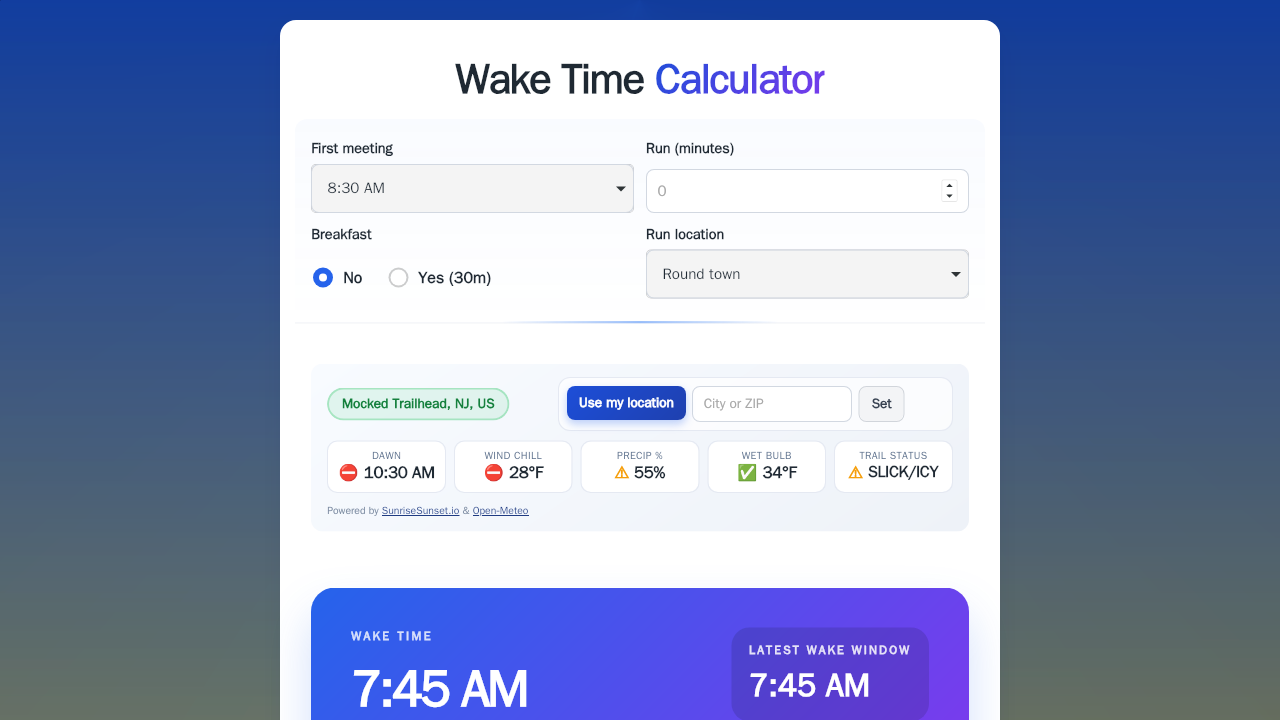 Wake Time Calculator
First meeting
Run (minutes)
8:30 AM
0
Breakfast
Run location
No
Yes (30m)
Round town
Mocked Trailhead, NJ, US
Use my location
City or ZIP
Set
DAWN
WIND CHILL
PRECIP %
WET BULB
TRAIL STATUS
10:30 AM
28°F
55%
34°F
SLICK/ICY
Powered by SunriseSunset.io & Open-Meteo
WAKE TIME
LATEST WAKE WINDOW
7:45 AM
7:45 AM